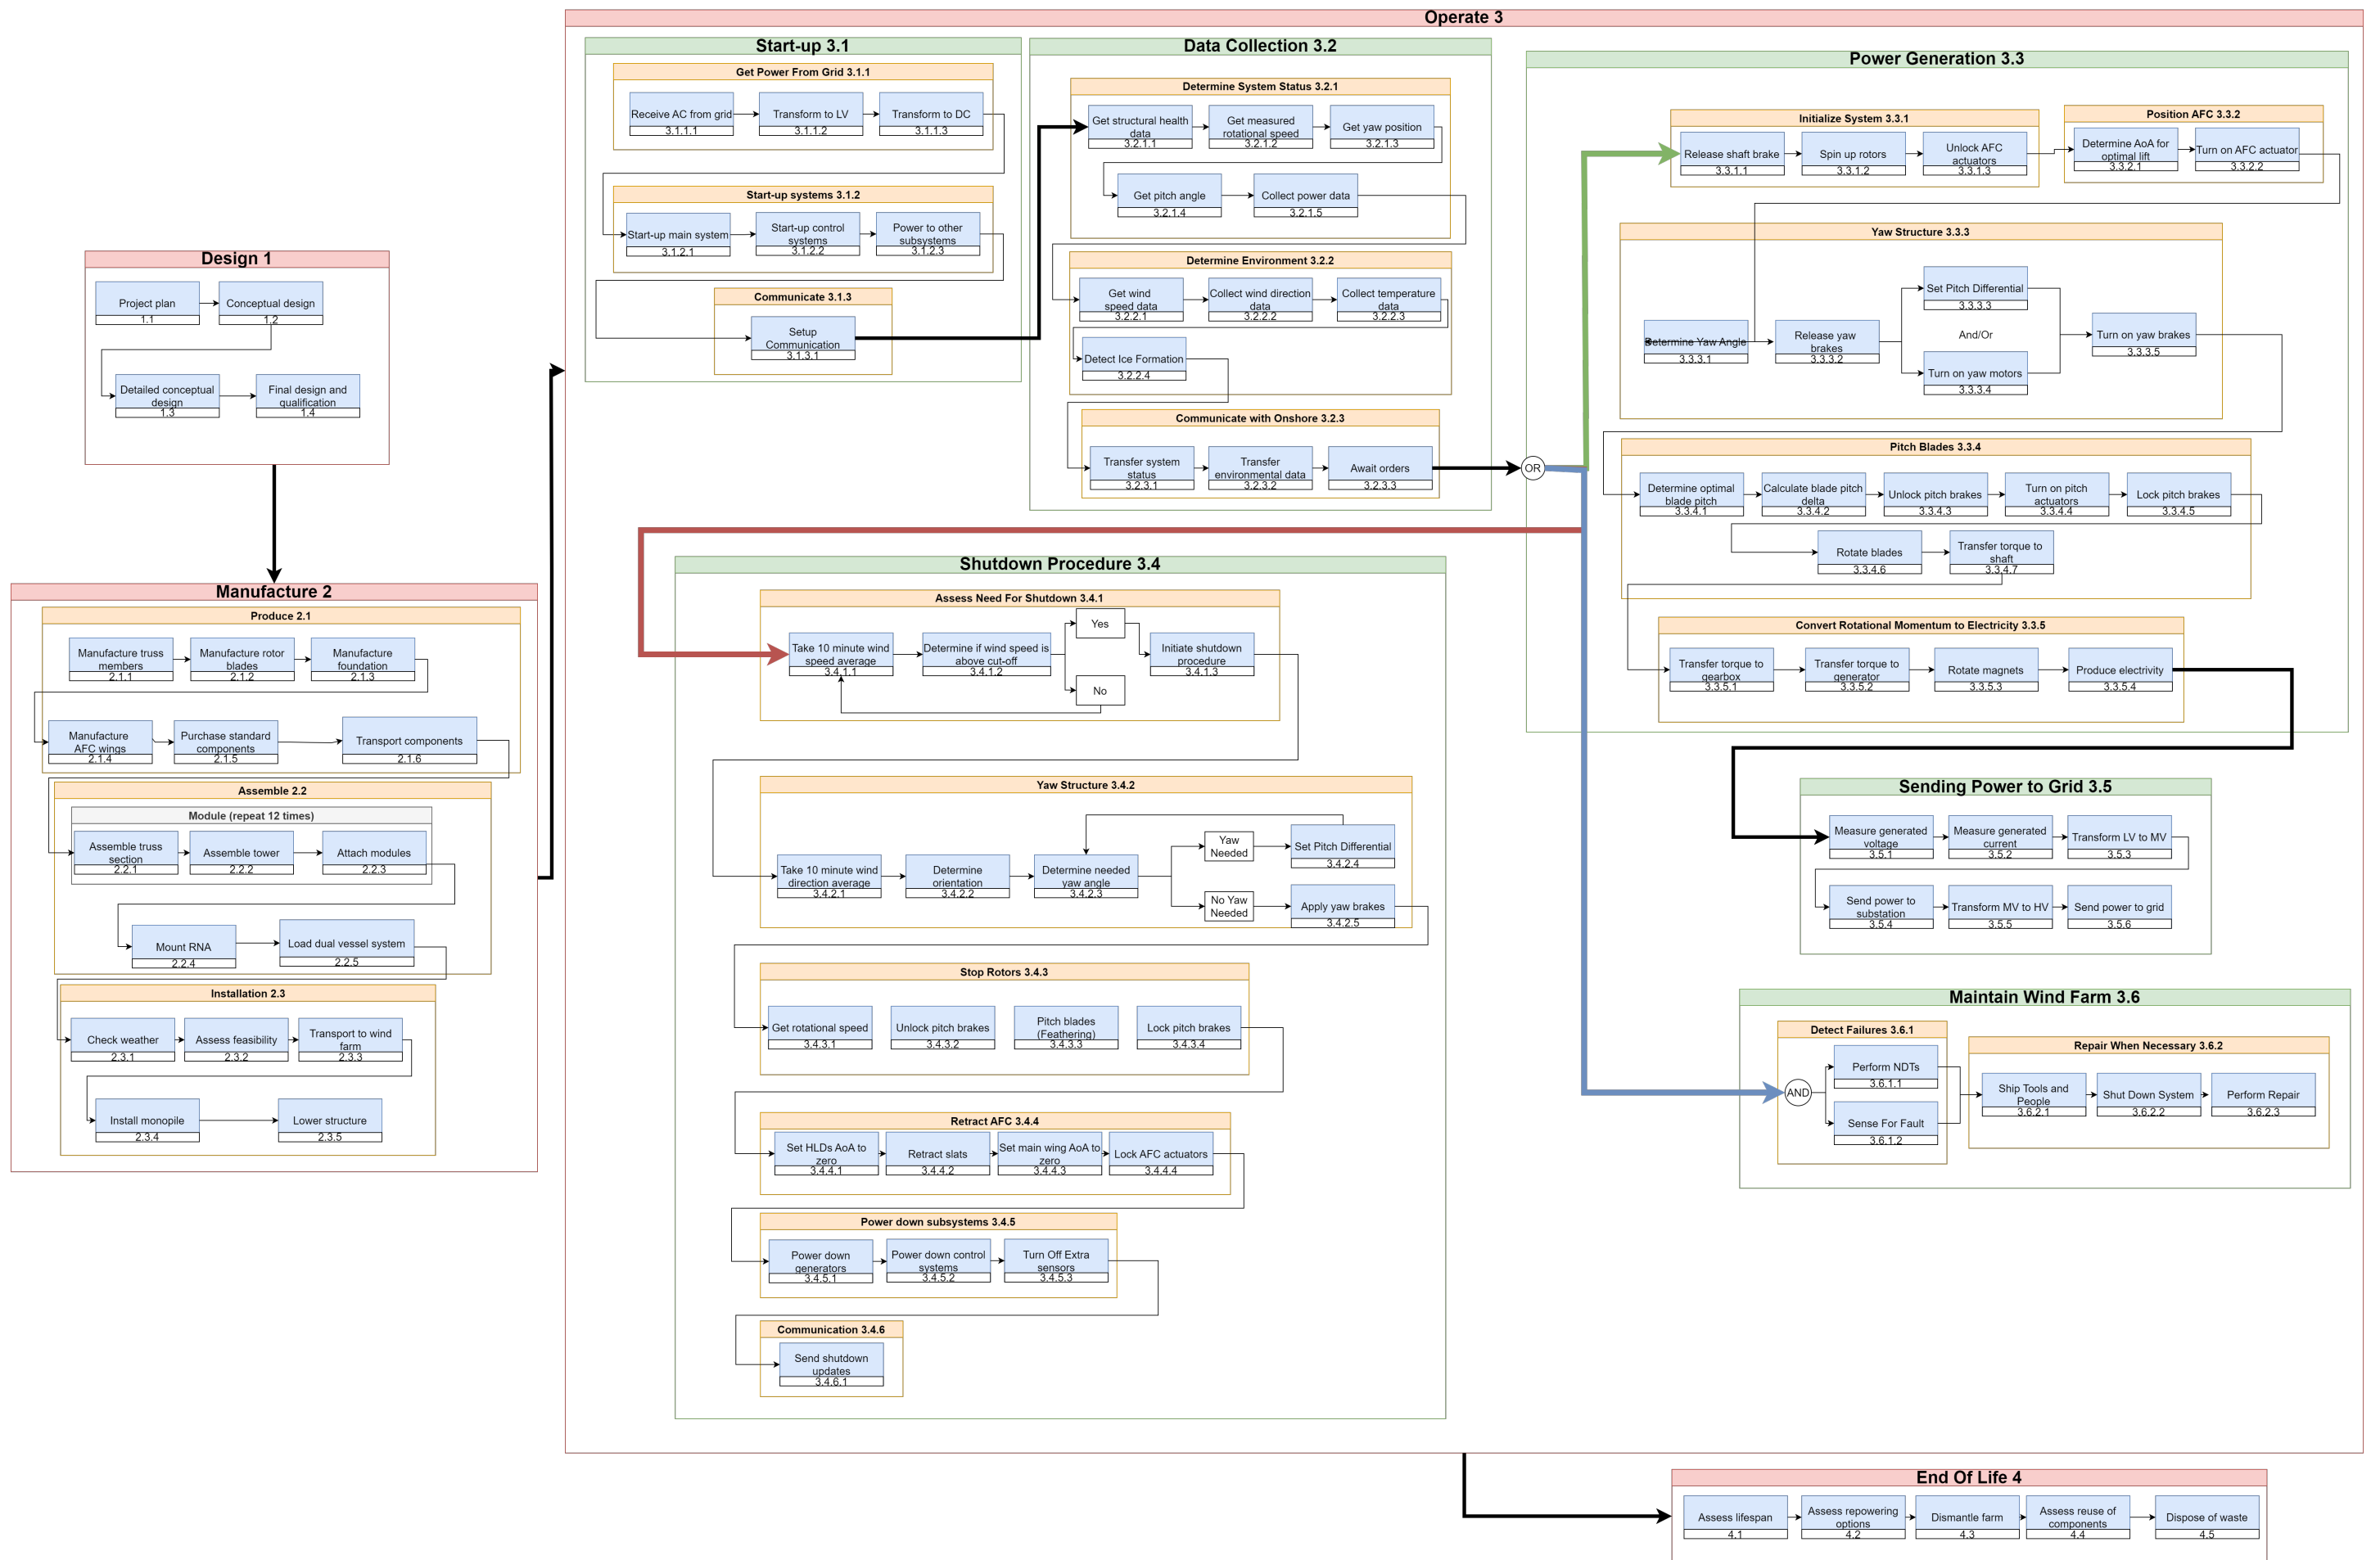 Operate 3
Start-up 3.1
Get Power From Grid 3.1.1
Receive AC from grid
3.1.1.1
Transform to LV
3.1.1.2
Transform to DC
3.1.1.3
Start-up systems 3.1.2
Start-up main system
3.1.2.1
Start-up control
systems
3.1.2.2
Power to other
subsystems
3.1.2.3
Communicate 3.1.3
Setup
Communication
3.1.3.1
Data Collection 3.2
Determine System Status 3.2.1
Get structural health
data
3.2.1.1
Get measured
rotational speed
3.2.1.2
Get yaw position
3.2.1.3
Get pitch angle
3.2.1.4
Collect power data
3.2.1.5
Determine Environment 3.2.2
Get wind
speed data
3.2.2.1
Collect wind direction
data
3.2.2.2
Collect temperature
data
3.2.2.3
Detect Ice Formation
3.2.2.4
Communicate with Onshore 3.2.3
Transfer system
status
3.2.3.1
Transfer
environmental data
3.2.3.2
Await orders
3.2.3.3
OR
Power Generation 3.3
Initialize System 3.3.1
Release shaft brake
3.3.1.1
Spin up rotors
3.3.1.2
Unlock AFC
actuators
3.3.1.3
Position AFC 3.3.2
Determine AoA for
optimal lift
3.3.2.1
Turn on AFC actuator
3.3.2.2
Yaw Structure 3.3.3
Determine Yaw Angle
3.3.3.1
Release yaw
brakes
3.3.3.2
Set Pitch Differential
3.3.3.3
And/Or
Turn on yaw motors
3.3.3.4
Turn on yaw brakes
3.3.3.5
Pitch Blades 3.3.4
Determine optimal
blade pitch
3.3.4.1
Calculate blade pitch
delta
3.3.4.2
Unlock pitch brakes
3.3.4.3
Turn on pitch
actuators
3.3.4.4
Lock pitch brakes
3.3.4.5
Rotate blades
3.3.4.6
Transfer torque to
shaft
3.3.4.7
Convert Rotational Momentum to Electricity 3.3.5
Transfer torque to
gearbox
3.3.5.1
Transfer torque to
generator
3.3.5.2
Rotate magnets
3.3.5.3
Produce electrivity
3.3.5.4
Design 1
Project plan
1.1
Conceptual design
1.2
Detailed conceptual
design
1.3
Final design and
qualification
1.4
Manufacture 2
Produce 2.1
Manufacture truss
members
2.1.1
Manufacture rotor
blades
2.1.2
Manufacture
foundation
2.1.3
Manufacture
AFC wings
2.1.4
Purchase standard
components
2.1.5
Transport components
2.1.6
Assemble 2.2
Module (repeat 12 times)
Assemble truss
section
2.2.1
Assemble tower
2.2.2
Attach modules
2.2.3
Mount RNA
2.2.4
Load dual vessel system
2.2.5
Installation 2.3
Check weather
2.3.1
Assess feasibility
2.3.2
Transport to wind
farm
2.3.3
Install monopile
2.3.4
Lower structure
2.3.5
Shutdown Procedure 3.4
Assess Need For Shutdown 3.4.1
Take 10 minute wind
speed average
3.4.1.1
Determine if wind speed is
above cut-off
3.4.1.2
Yes
No
Initiate shutdown
procedure
3.4.1.3
Yaw Structure 3.4.2
Take 10 minute wind
direction average
3.4.2.1
Determine
orientation
3.4.2.2
Determine needed
yaw angle
3.4.2.3
Yaw
Needed
Set Pitch Differential
3.4.2.4
No Yaw
Needed
Apply yaw brakes
3.4.2.5
Stop Rotors 3.4.3
Get rotational speed
3.4.3.1
Unlock pitch brakes
3.4.3.2
Pitch blades
(Feathering)
3.4.3.3
Lock pitch brakes
3.4.3.4
Retract AFC 3.4.4
Set HLDs AoA to
zero
3.4.4.1
Retract slats
3.4.4.2
Set main wing AoA to
zero
3.4.4.3
Lock AFC actuators
3.4.4.4
Power down subsystems 3.4.5
Power down
generators
3.4.5.1
Power down control
systems
3.4.5.2
Turn Off Extra
sensors
3.4.5.3
Communication 3.4.6
Send shutdown
updates
3.4.6.1
Sending Power to Grid 3.5
Measure generated
voltage
3.5.1
Measure generated
current
3.5.2
Transform LV to MV
3.5.3
Send power to
substation
3.5.4
Transform MV to HV
3.5.5
Send power to grid
3.5.6
Maintain Wind Farm 3.6
Detect Failures 3.6.1
AND
Perform NDTs
3.6.1.1
Sense For Fault
3.6.1.2
Repair When Necessary 3.6.2
Ship Tools and
People
3.6.2.1
Shut Down System
3.6.2.2
Perform Repair
3.6.2.3
End Of Life 4
Assess lifespan
4.1
Assess repowering
options
4.2
Dismantle farm
4.3
Assess reuse of
components
4.4
Dispose of waste
4.5